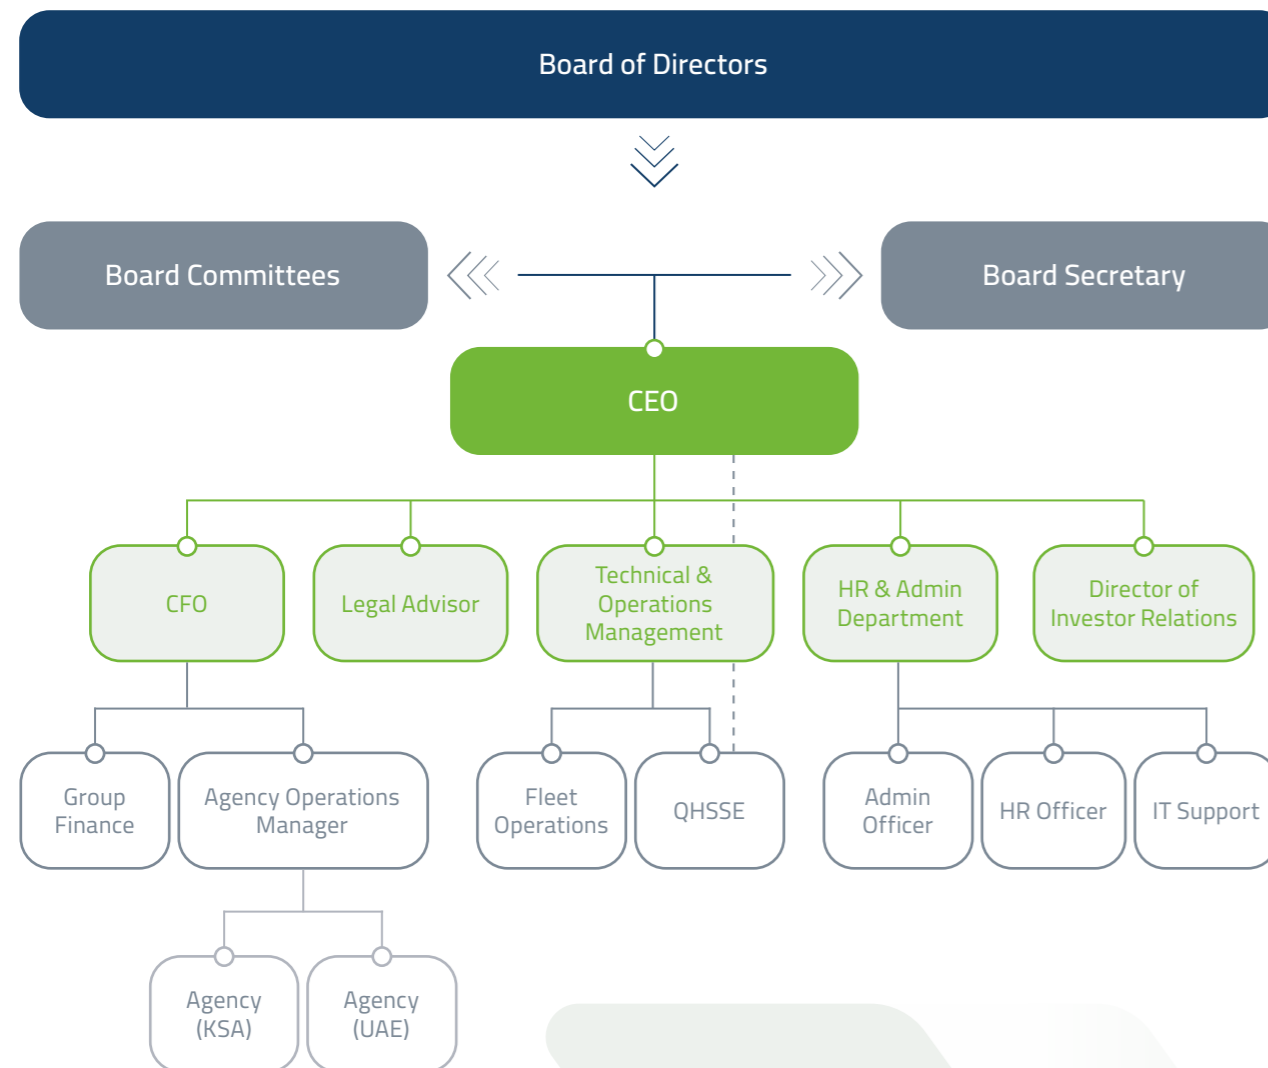 Board of Directors
Board Committees
Board Secretary
CEO
CFO
Legal Advisor
Technical &
Operations
Management
HR & Admin
Department
Director of
Investor Relations
Group
Finance
Agency Operations
Manager
Fleet
Operations
QHSSE
Admin
Officer
HR Officer
IT Support
Agency
(KSA)
Agency
(UAE)